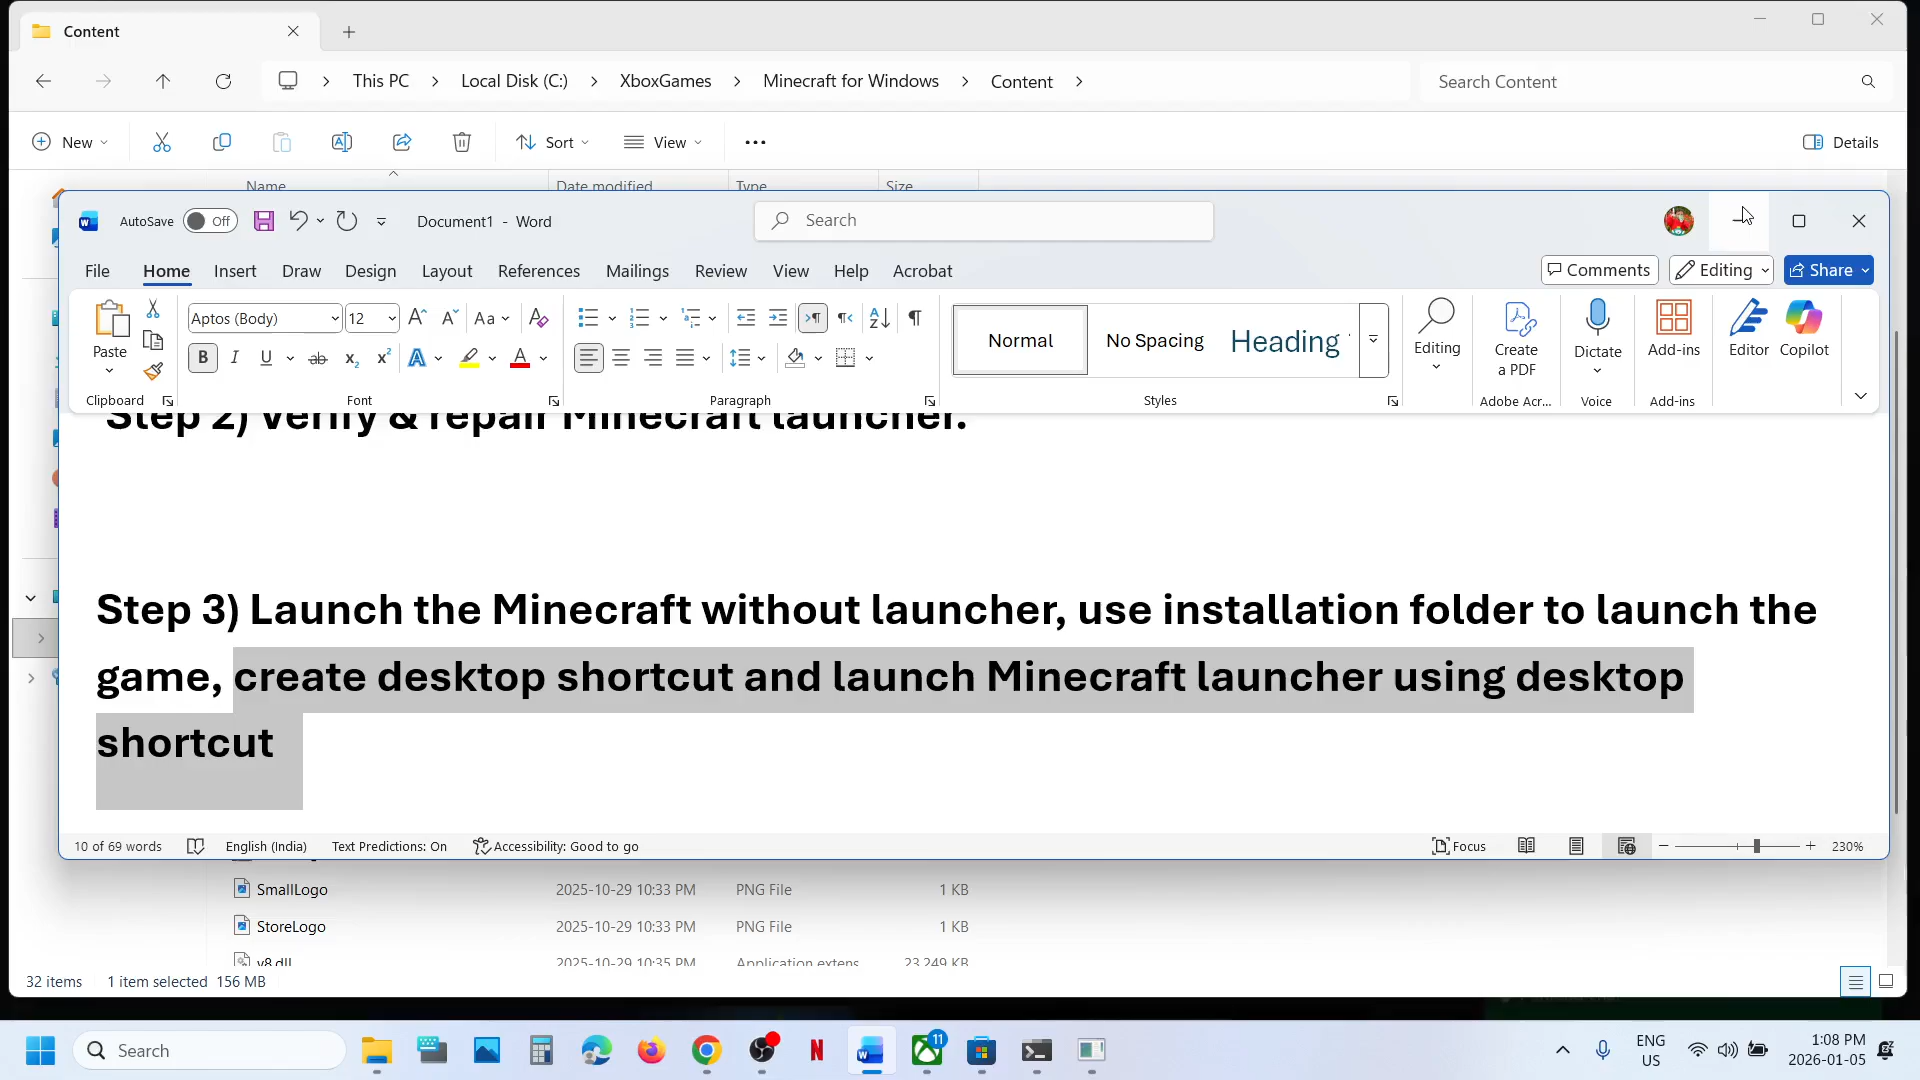 Content
This PC
Local Disk (C:)
XboxGames
Minecraft for Windows
Content
Search Content
New
Sort
View
Details
Name
Date modified
Type
Size
AutoSave
Off
Document1 - Word
Search
File
Home
Insert
Draw
Design
Layout
References
Mailings
Review
View
Help
Acrobat
Comments
Editing
Share
Paste
Clipboard
Aptos (Body)
12
Font
Paragraph
Normal
No Spacing
Heading
Styles
Editing
Create
a PDF
Adobe Acr...
Dictate
Voice
Add-ins
Add-ins
Editor
Copilot
Step 2) Verify & repair Minecraft launcher.
Step 3) Launch the Minecraft without launcher, use installation folder to launch the
game, create desktop shortcut and launch Minecraft launcher using desktop
shortcut
10 of 69 words
English (India)
Text Predictions: On
Accessibility: Good to go
Focus
230%
SmallLogo 2025-10-29 10:33 PM PNG File 1 KB
StoreLogo 2025-10-29 10:33 PM PNG File 1 KB
v8.dll 2025-10-29 10:35 PM Application extens 23,249 KB
32 items
1 item selected 156 MB
Search
11
ENG
US
1:08 PM
2026-01-05